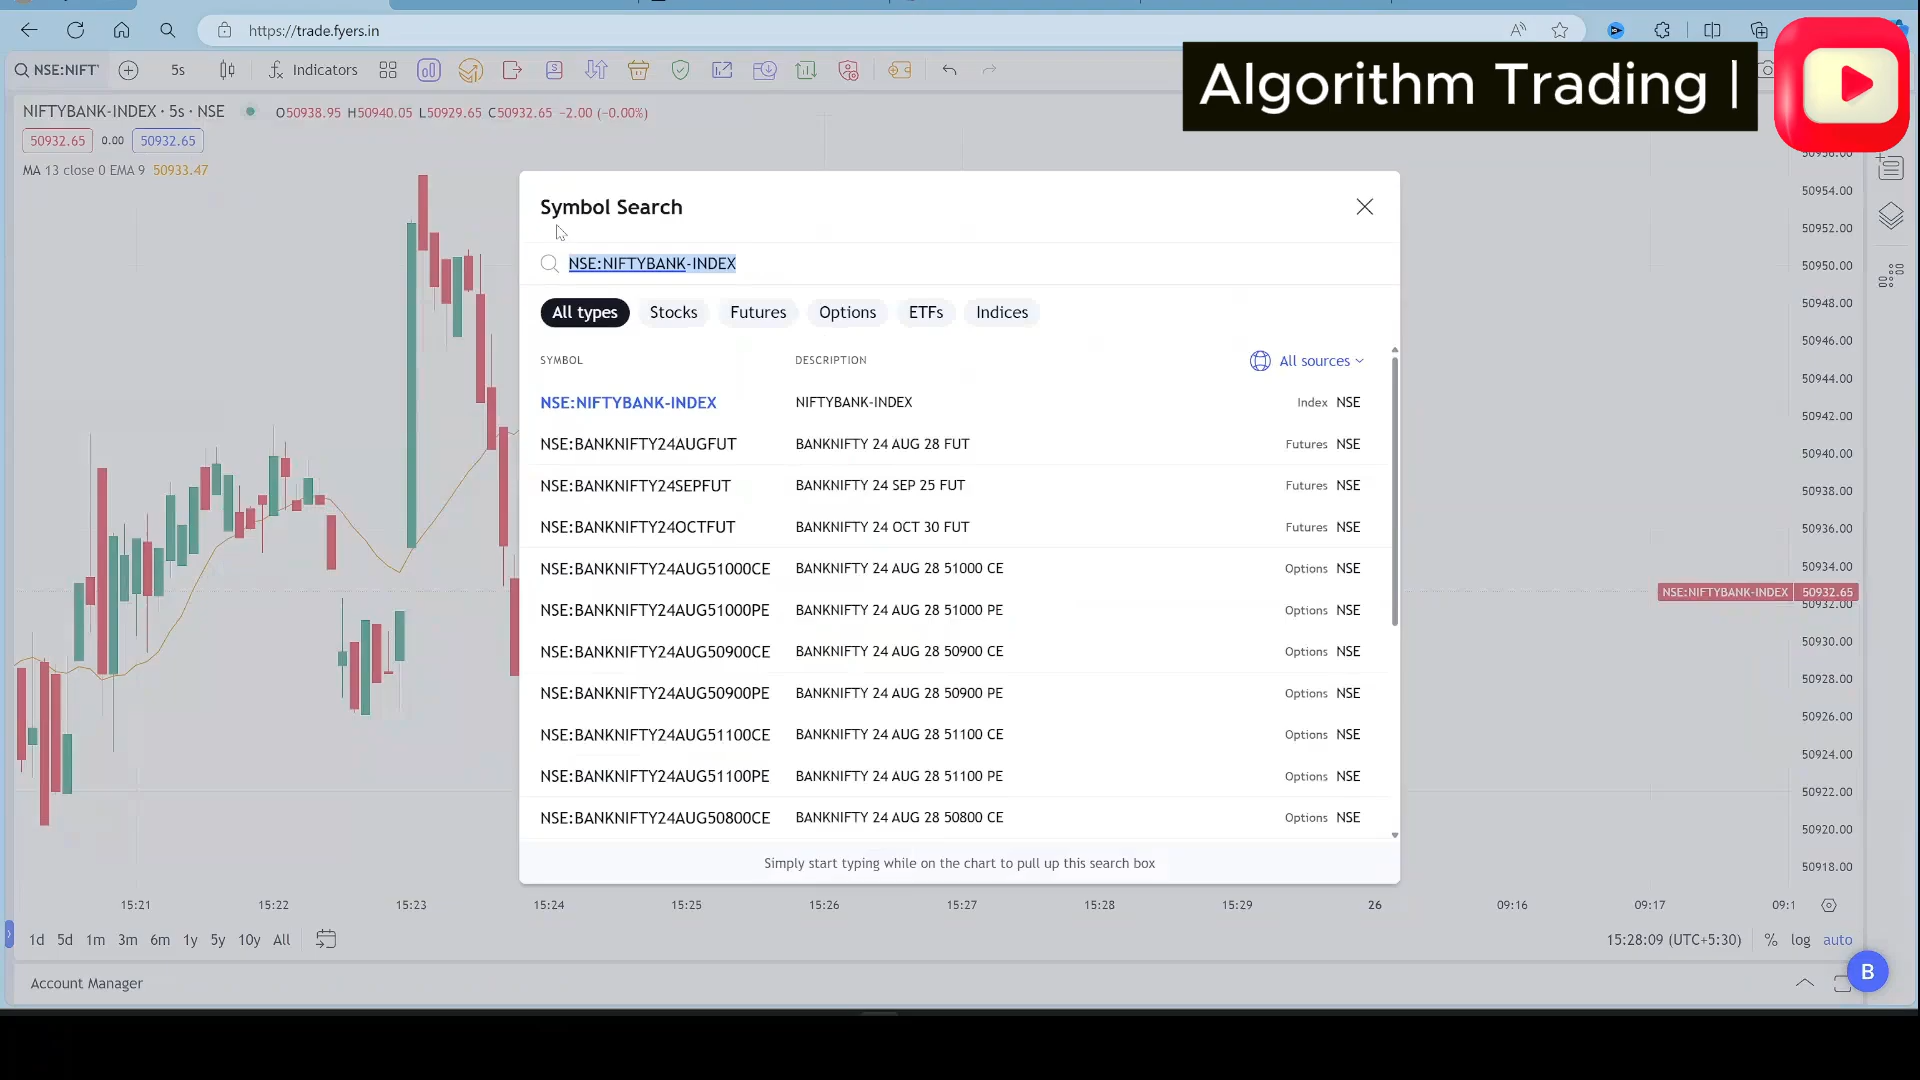 https://trade.fyers.in
NSE:NIFT
5s
Indicators
Algorithm Trading |
NIFTYBANK-INDEX · 5s · NSE
O50938.95 H50940.05 L50929.65 C50932.65 -2.00 (-0.00%)
50932.65 0.00 50932.65
MA 13 close 0 EMA 9 50933.47
Symbol Search
NSE:NIFTYBANK-INDEX
All types Stocks Futures Options ETFs Indices
SYMBOL DESCRIPTION All sources
NSE:NIFTYBANK-INDEX NIFTYBANK-INDEX Index NSE
NSE:BANKNIFTY24AUGFUT BANKNIFTY 24 AUG 28 FUT Futures NSE
NSE:BANKNIFTY24SEPFUT BANKNIFTY 24 SEP 25 FUT Futures NSE
NSE:BANKNIFTY24OCTFUT BANKNIFTY 24 OCT 30 FUT Futures NSE
NSE:BANKNIFTY24AUG51000CE BANKNIFTY 24 AUG 28 51000 CE Options NSE
NSE:BANKNIFTY24AUG51000PE BANKNIFTY 24 AUG 28 51000 PE Options NSE
NSE:BANKNIFTY24AUG50900CE BANKNIFTY 24 AUG 28 50900 CE Options NSE
NSE:BANKNIFTY24AUG50900PE BANKNIFTY 24 AUG 28 50900 PE Options NSE
NSE:BANKNIFTY24AUG51100CE BANKNIFTY 24 AUG 28 51100 CE Options NSE
NSE:BANKNIFTY24AUG51100PE BANKNIFTY 24 AUG 28 51100 PE Options NSE
NSE:BANKNIFTY24AUG50800CE BANKNIFTY 24 AUG 28 50800 CE Options NSE
Simply start typing while on the chart to pull up this search box
50954.00
50952.00
50950.00
50948.00
50946.00
50944.00
50942.00
50940.00
50938.00
50936.00
50934.00
NSE:NIFTYBANK-INDEX 50932.65
50932.00
50930.00
50928.00
50926.00
50924.00
50922.00
50920.00
50918.00
15:21 15:22 15:23 15:24 15:25 15:26 15:27 15:28 15:29 26 09:16 09:17 09:1
1d 5d 1m 3m 6m 1y 5y 10y All 15:28:09 (UTC+5:30) % log auto
Account Manager
B